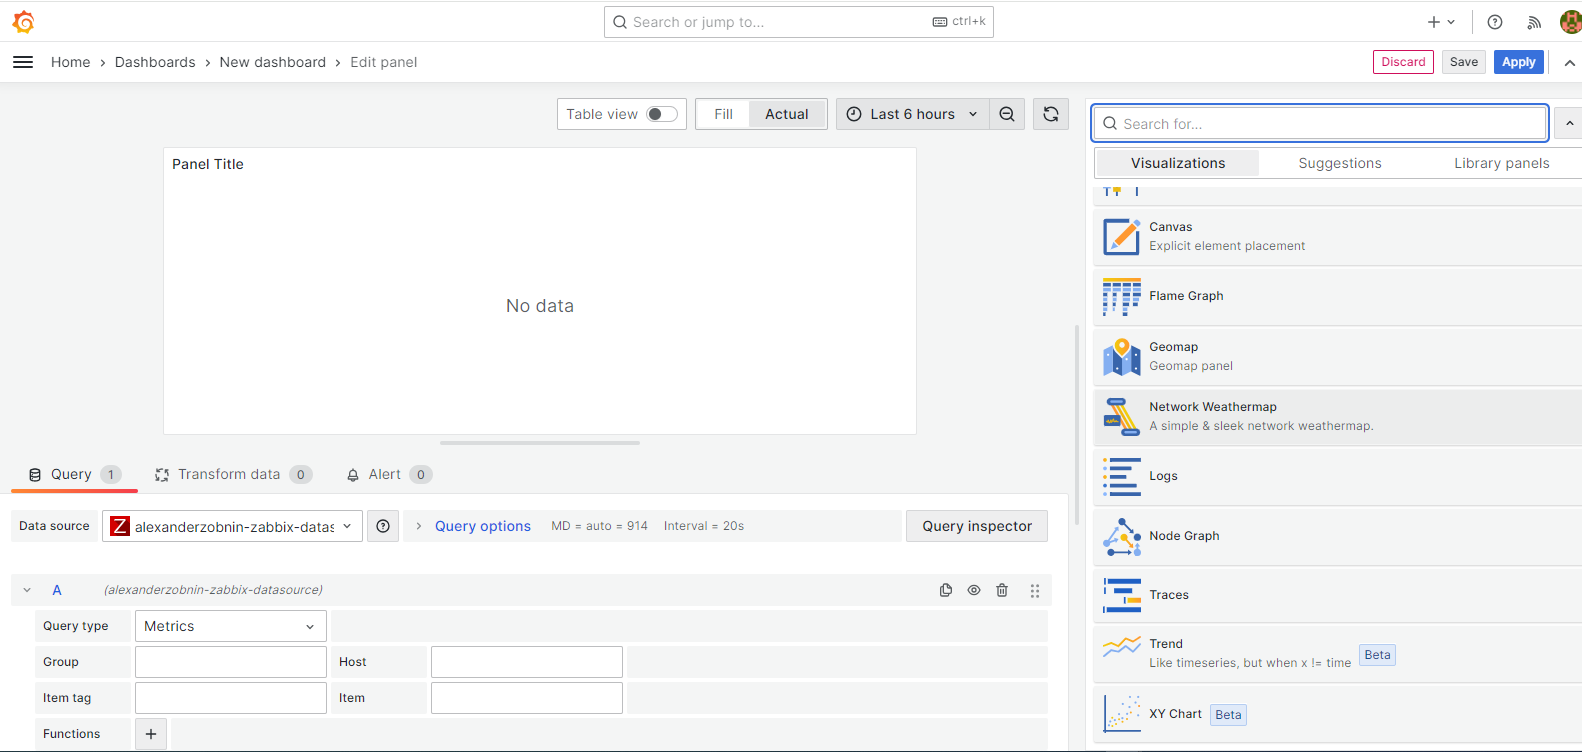 Search or jump to...
ctrl+k
Home › Dashboards › New dashboard › Edit panel
Discard
Save
Apply
Table view
Fill
Actual
Last 6 hours
Search for...
Visualizations
Suggestions
Library panels
Panel Title
No data
Canvas
Explicit element placement
Flame Graph
Geomap
Geomap panel
Network Weathermap
A simple & sleek network weathermap.
Logs
Node Graph
Traces
Trend
Like timeseries, but when x != time
Beta
XY Chart
Beta
Query 1
Transform data 0
Alert 0
Data source
Z alexanderzobnin-zabbix-datas
Query options
MD = auto = 914
Interval = 20s
Query inspector
A
(alexanderzobnin-zabbix-datasource)
Query type
Metrics
Group
Host
Item tag
Item
Functions
+